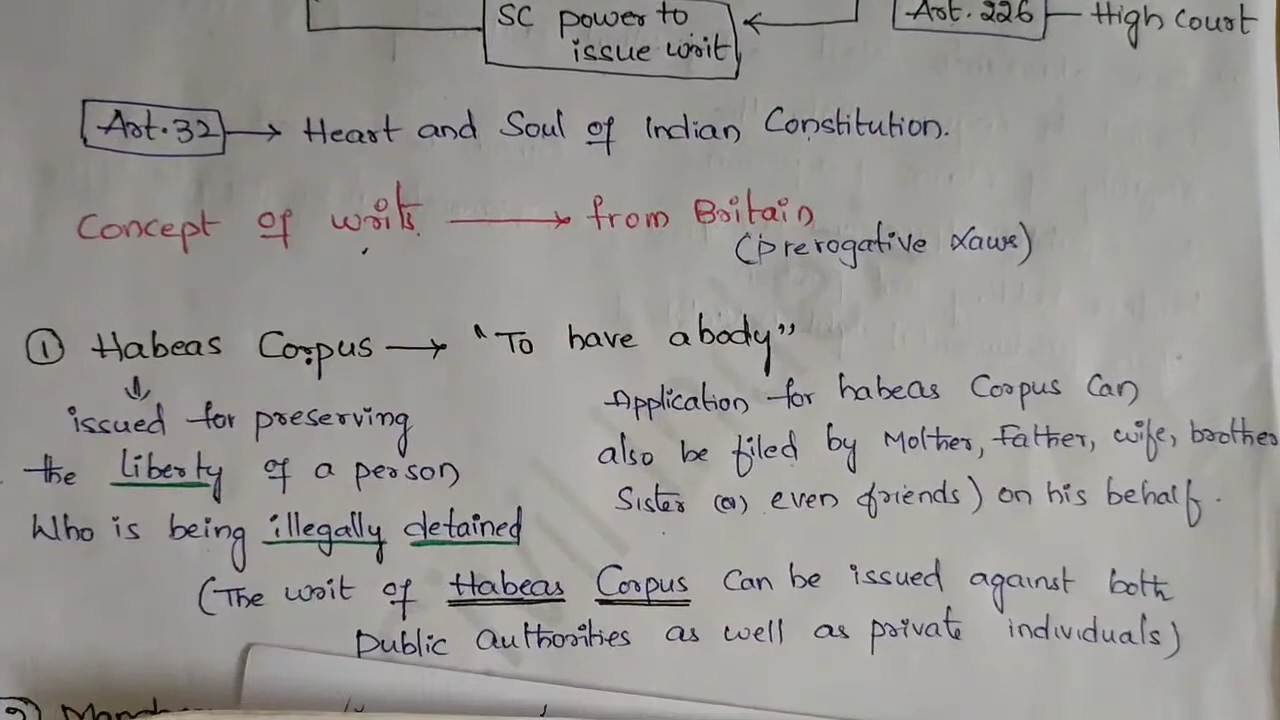 SC power to
issue writ
Art. 226 — High Court
Art. 32 → Heart and Soul of Indian Constitution.
Concept of writs → from Britain
(Prerogative Laws)
① Habeas Corpus → "To have a body"
issued for preserving
the liberty of a person
Who is being illegally detained
Application for habeas Corpus Can
also be filed by Mother, Father, wife, brother
Sister (or) even friends) on his behalf.
(The writ of Habeas Corpus Can be issued against both
Public authorities as well as private individuals)